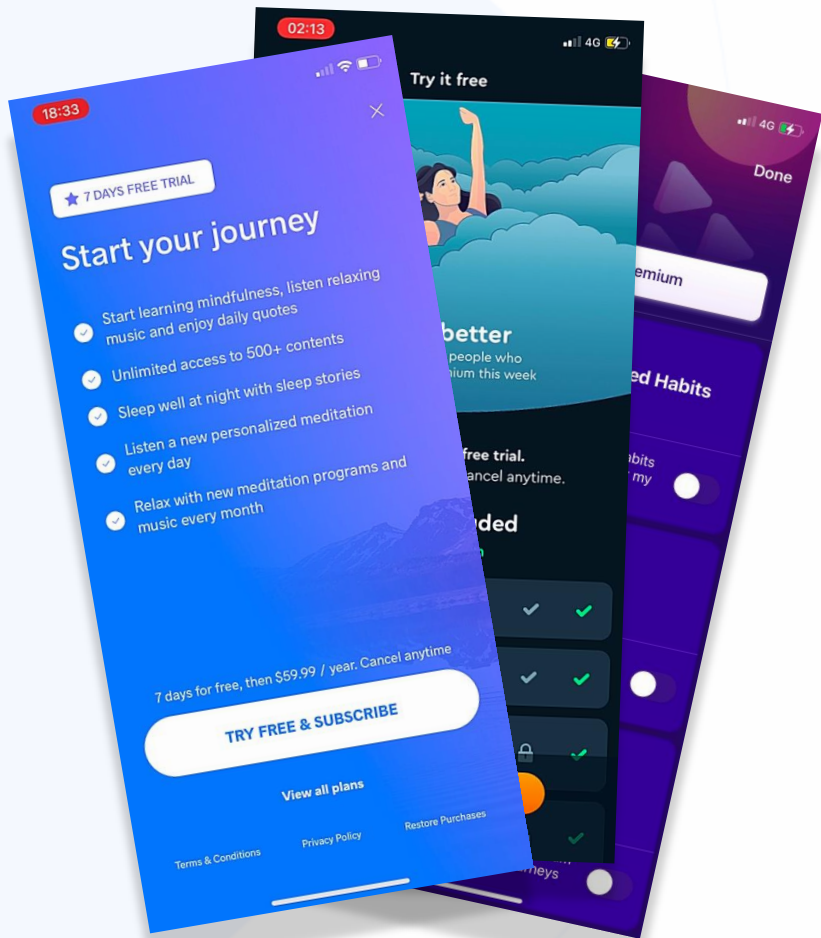 18:33
7 DAYS FREE TRIAL
Start your journey
Start learning mindfulness, listen relaxing
music and enjoy daily quotes
Unlimited access to 500+ contents
Sleep well at night with sleep stories
Listen a new personalized meditation
every day
Relax with new meditation programs and
music every month
7 days for free, then $59.99 / year. Cancel anytime
TRY FREE & SUBSCRIBE
View all plans
Terms & Conditions
Privacy Policy
Restore Purchases
02:13
4G
Try it free
better
people who
ium this week
free trial.
ancel anytime.
ded
4G
Done
emium
ed Habits
abits
my
neys